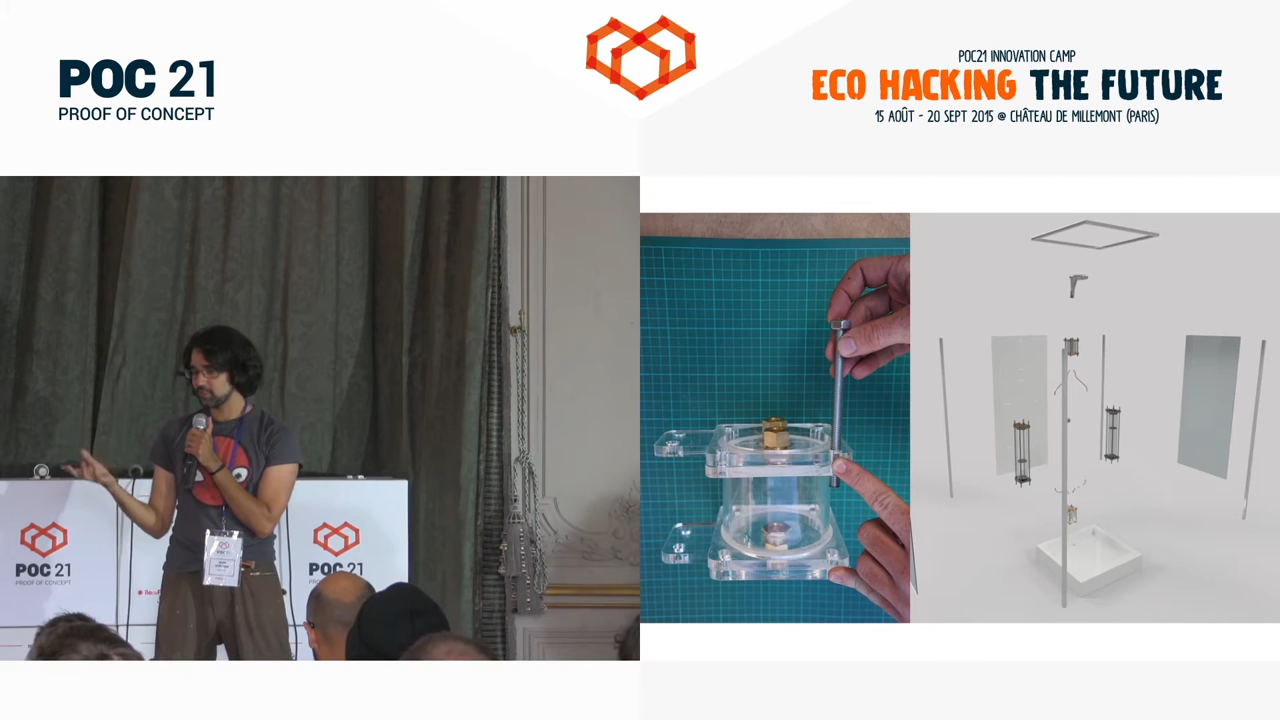 POC 21
PROOF OF CONCEPT
POC21 INNOVATION CAMP
ECO HACKING THE FUTURE
15 AOÛT - 20 SEPT 2015 @ CHÂTEAU DE MILLEMONT (PARIS)
POC 21
PROOF OF CONCEPT
POC 21